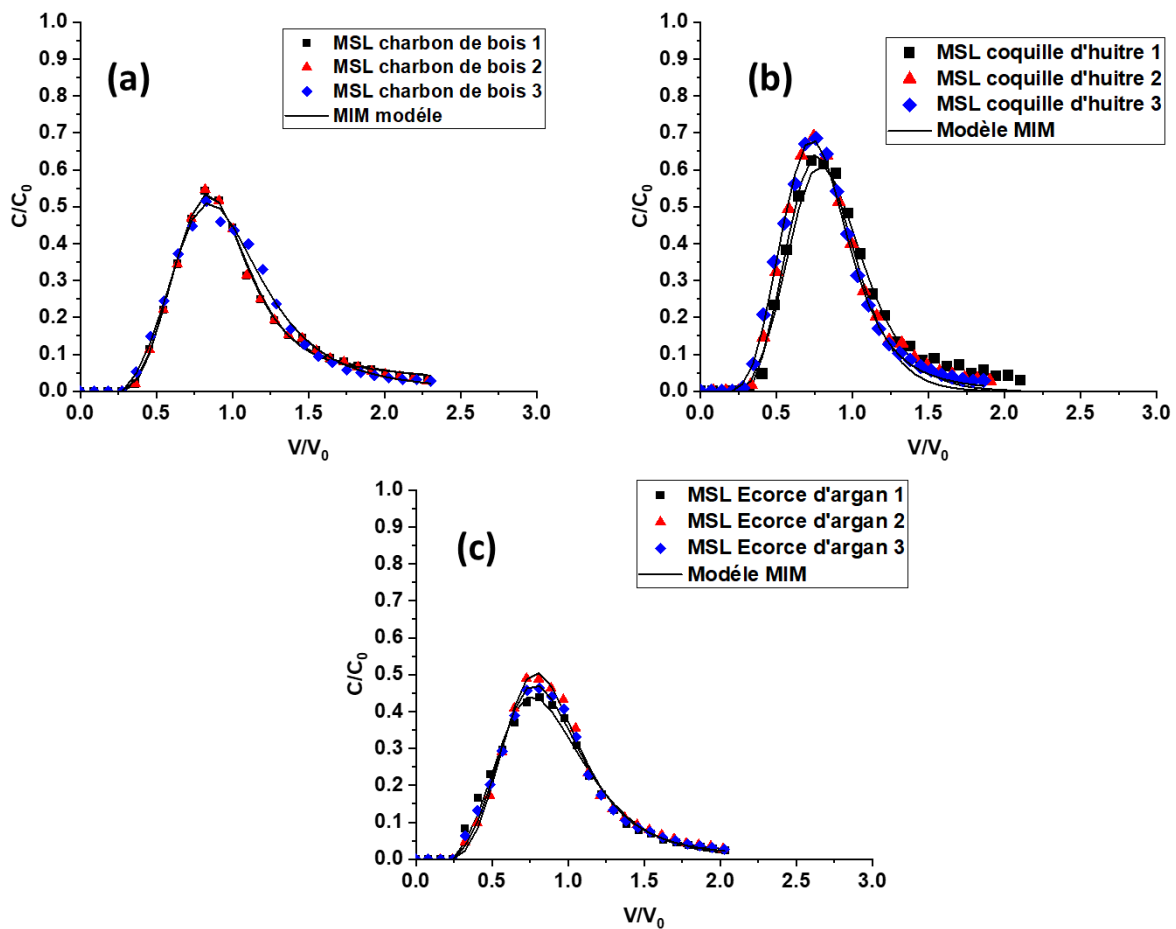 (a)
MSL charbon de bois 1
MSL charbon de bois 2
MSL charbon de bois 3
MIM modéle
C/C0
1.0
0.9
0.8
0.7
0.6
0.5
0.4
0.3
0.2
0.1
0.0
0.0 0.5 1.0 1.5 2.0 2.5 3.0
V/V0
(b)
MSL coquille d'huitre 1
MSL coquille d'huitre 2
MSL coquille d'huitre 3
Modèle MIM
C/C0
1.0
0.9
0.8
0.7
0.6
0.5
0.4
0.3
0.2
0.1
0.0
0.0 0.5 1.0 1.5 2.0 2.5 3.0
V/V0
(c)
MSL Ecorce d'argan 1
MSL Ecorce d'argan 2
MSL Ecorce d'argan 3
Modéle MIM
C/C0
1.0
0.9
0.8
0.7
0.6
0.5
0.4
0.3
0.2
0.1
0.0
0.0 0.5 1.0 1.5 2.0 2.5 3.0
V/V0